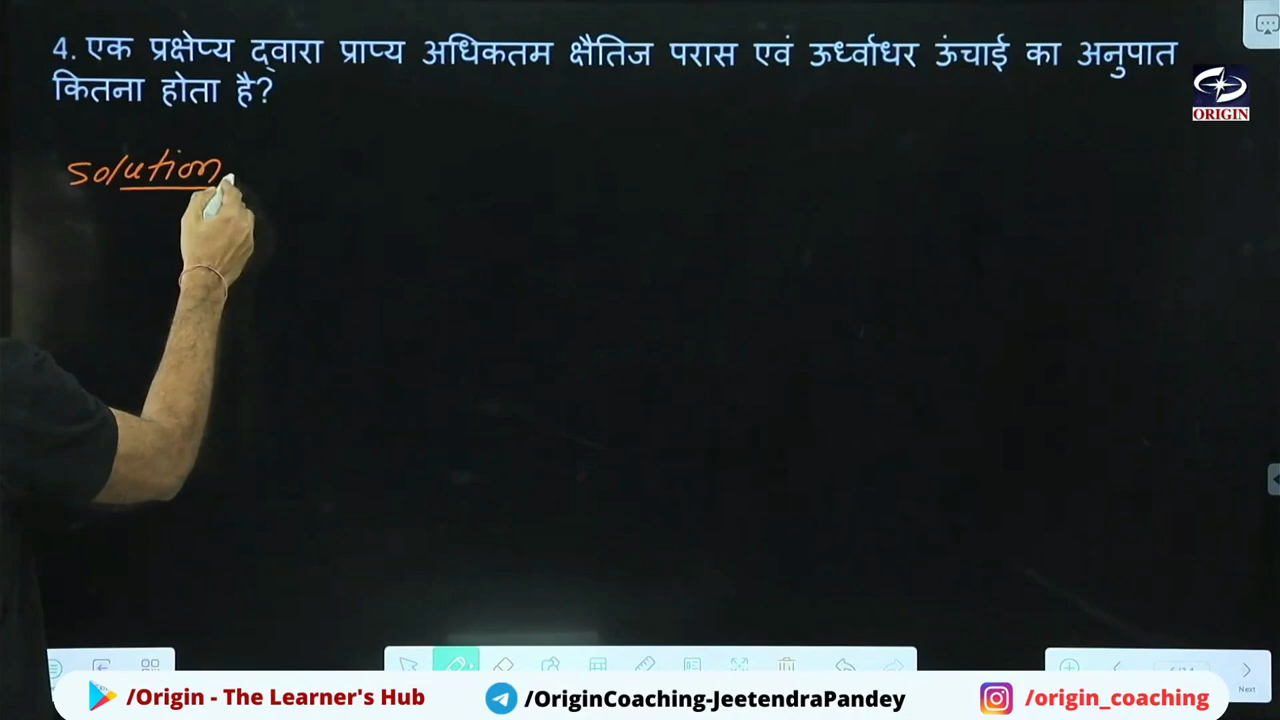 4. एक प्रक्षेप्य द्वारा प्राप्य अधिकतम क्षैतिज परास एवं ऊर्ध्वाधर ऊंचाई का अनुपात
कितना होता है?
ORIGIN
Solution
Next
/Origin - The Learner's Hub
/OriginCoaching-JeetendraPandey
/origin_coaching